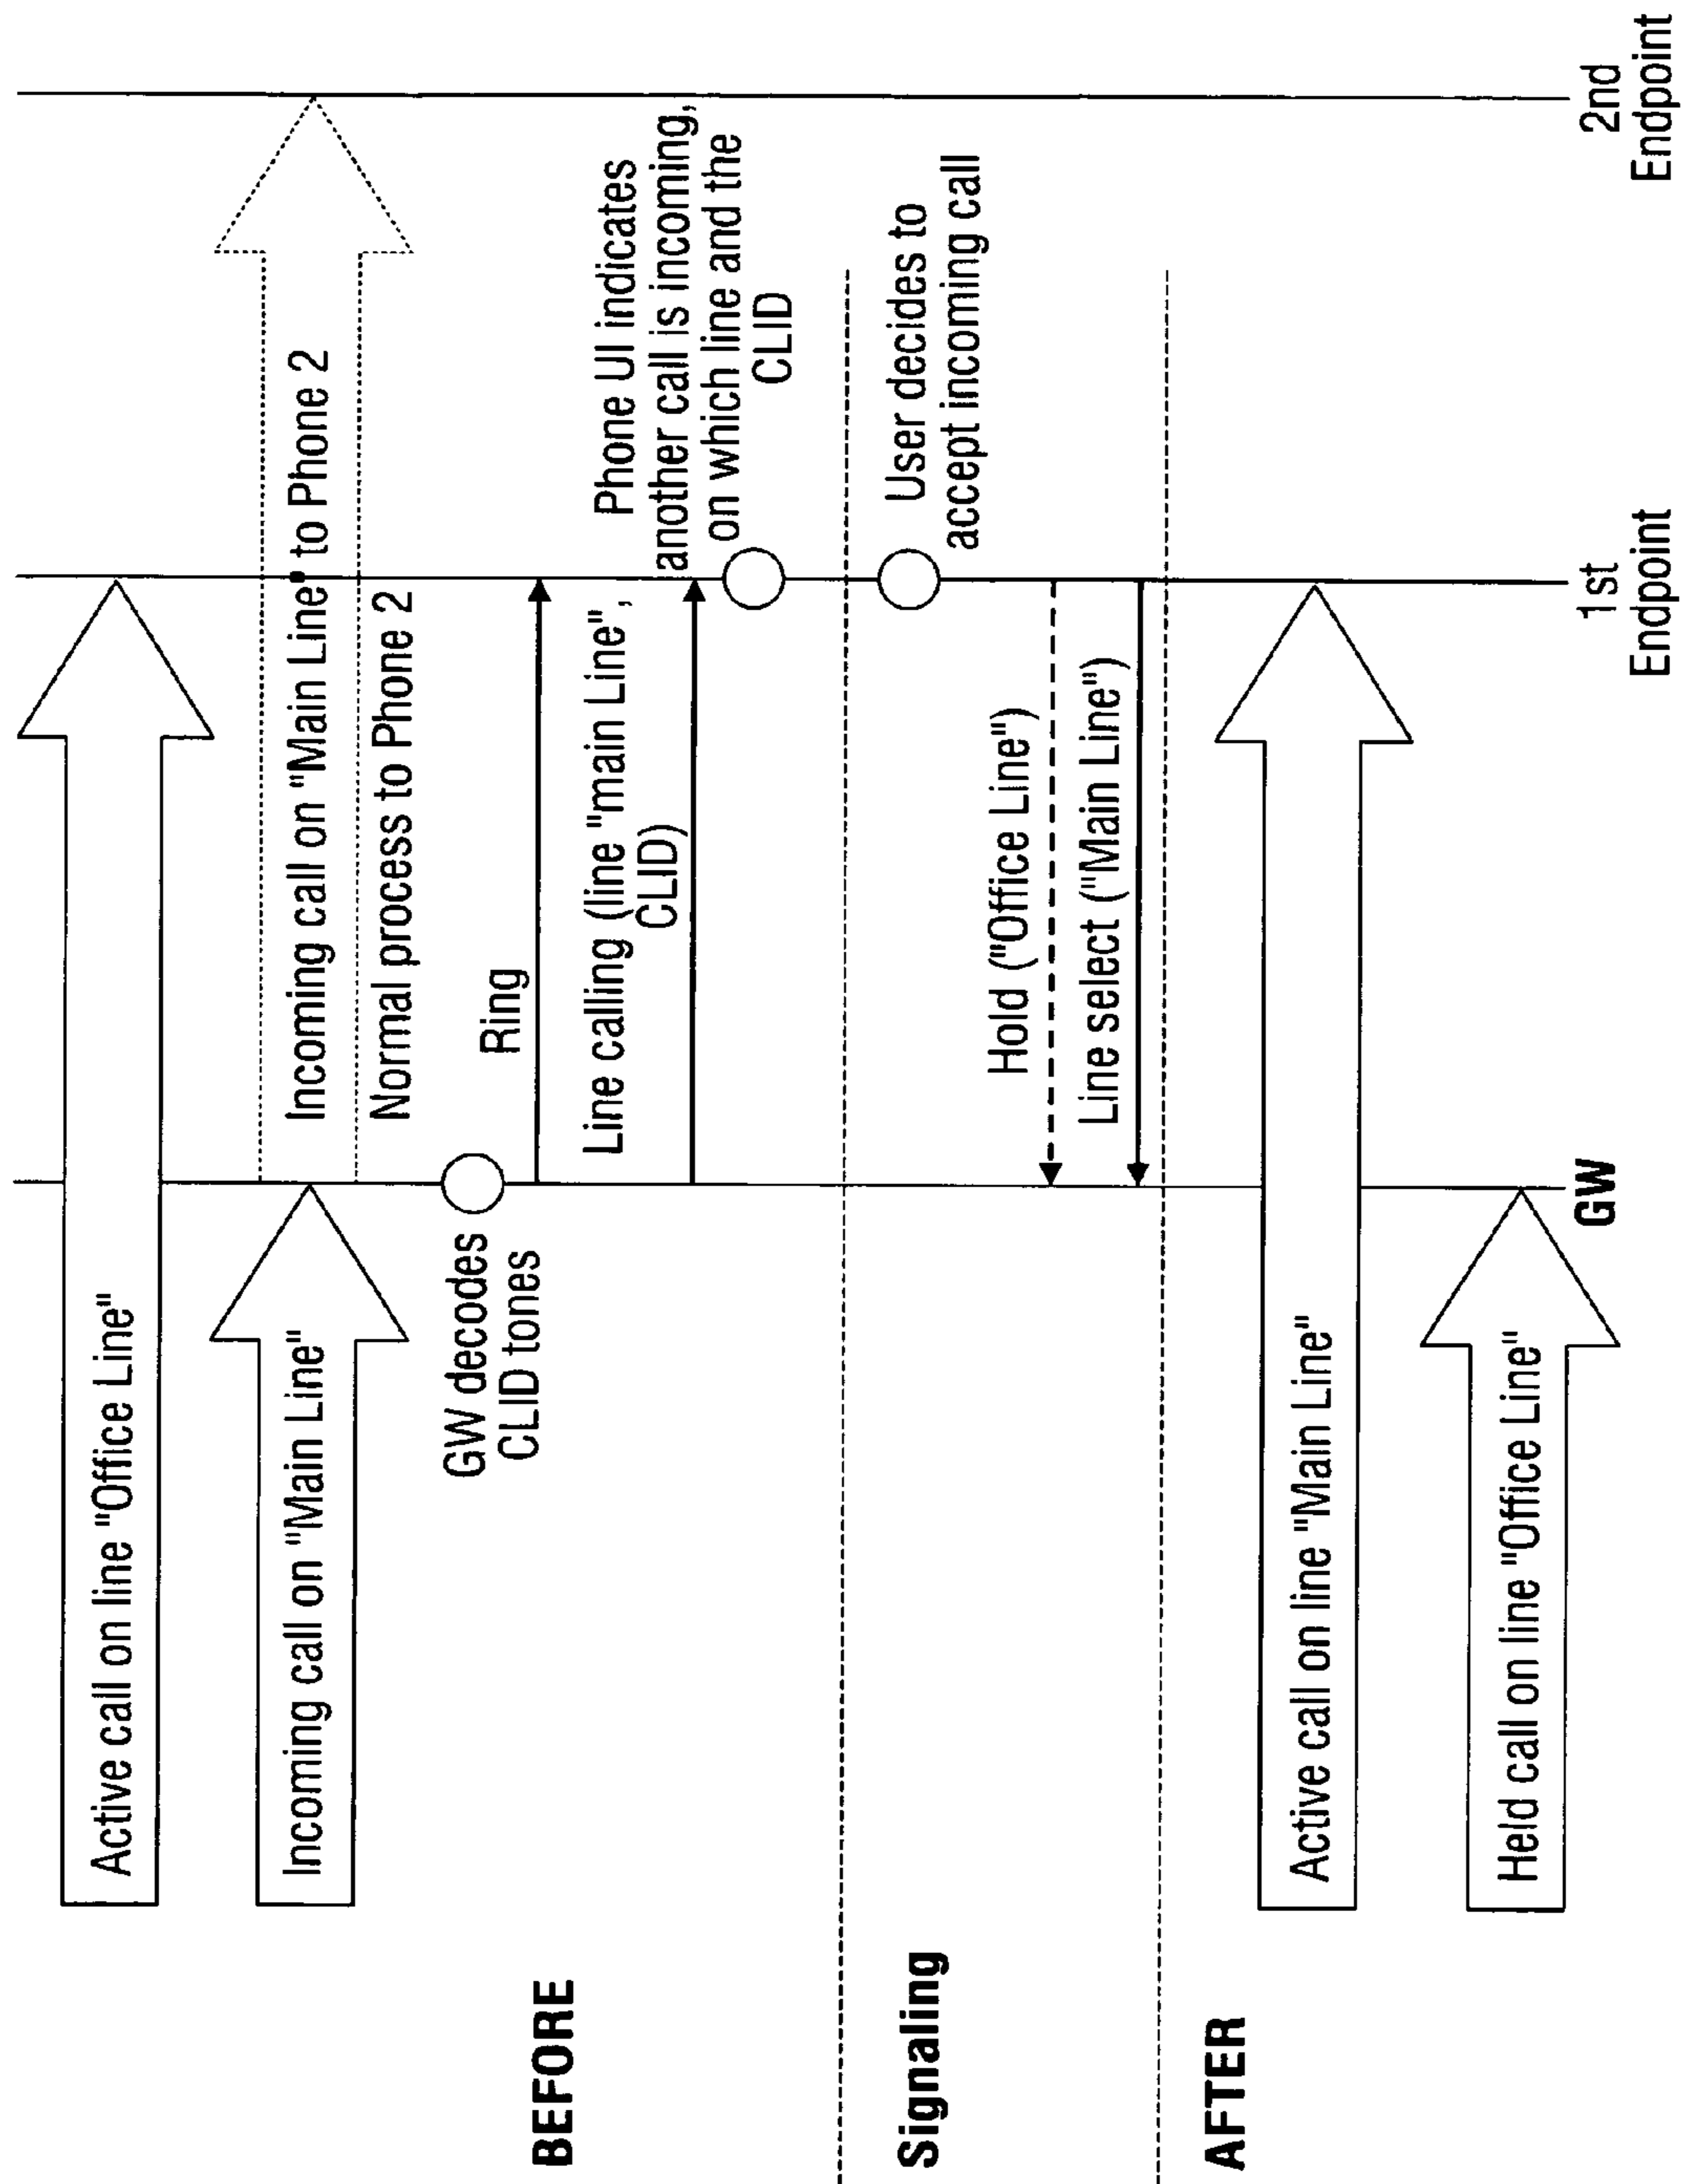 Active call on line "Office Line"
Incoming call on "Main Line"
Incoming call on "Main Line" to Phone 2
Normal process to Phone 2
GW decodes
CLID tones
Ring
Line calling (line "main Line",
CLID)
Phone UI indicates
another call is incoming,
on which line and the
CLID
BEFORE
Signaling
User decides to
accept incoming call
Hold ("Office Line")
Line select ("Main Line")
AFTER
Active call on line "Main Line"
Held call on line "Office Line"
GW
1st
Endpoint
2nd
Endpoint